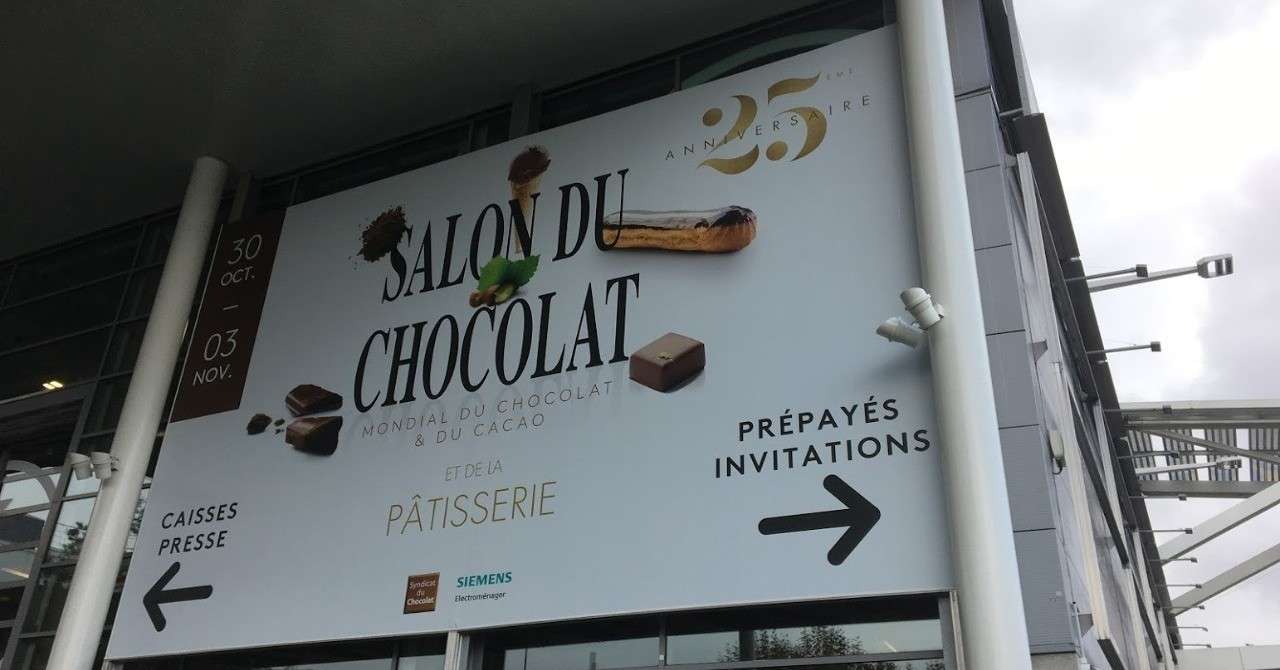 25ÈME
ANNIVERSAIRE
30
OCT.
—
03
NOV.
SALON DU
CHOCOLAT
MONDIAL DU CHOCOLAT
& DU CACAO
ET DE LA
PÂTISSERIE
PRÉPAYÉS
INVITATIONS
CAISSES
PRESSE
Syndicat
du
Chocolat
SIEMENS
Electroménager